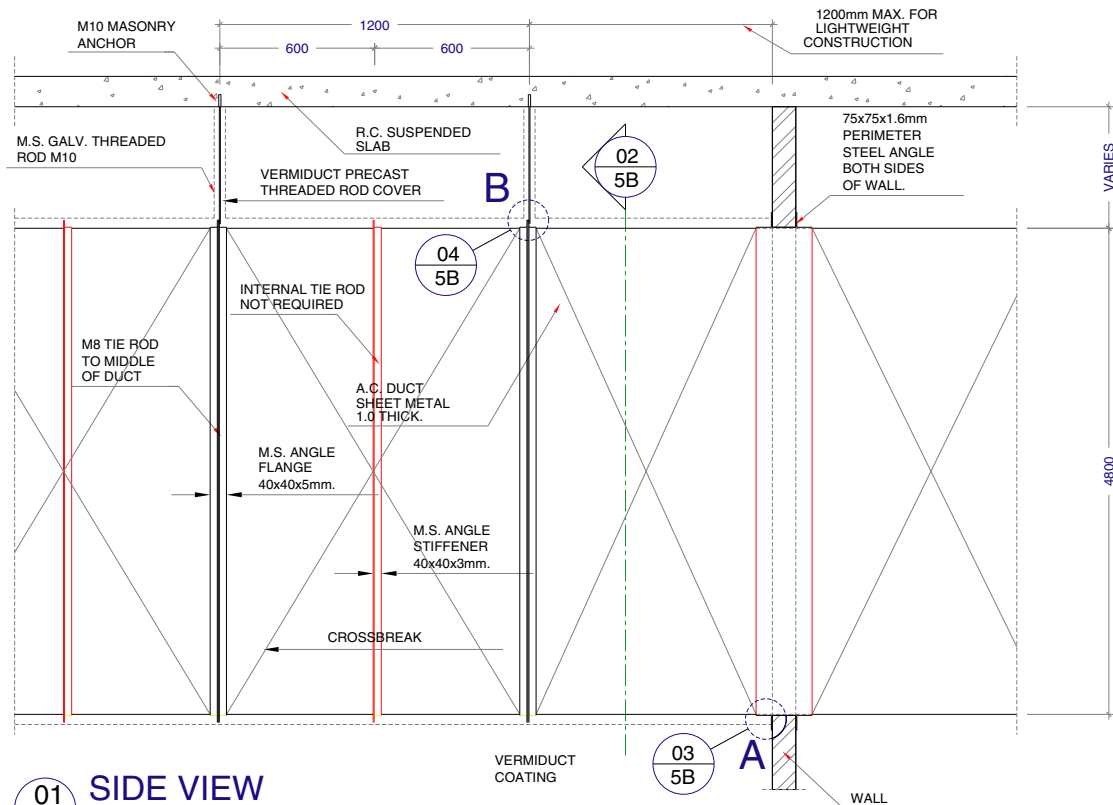 M10 MASONRY
ANCHOR
1200
600
600
1200mm MAX. FOR
LIGHTWEIGHT
CONSTRUCTION
M.S. GALV. THREADED
ROD M10
R.C. SUSPENDED
SLAB
VERMIDUCT PRECAST
THREADED ROD COVER
02
5B
75x75x1.6mm
PERIMETER
STEEL ANGLE
BOTH SIDES
OF WALL.
VARIES
B
04
5B
INTERNAL TIE ROD
NOT REQUIRED
M8 TIE ROD
TO MIDDLE
OF DUCT
A.C. DUCT
SHEET METAL
1.0 THICK.
M.S. ANGLE
FLANGE
40x40x5mm.
4800
M.S. ANGLE
STIFFENER
40x40x3mm.
CROSSBREAK
VERMIDUCT
COATING
03
5B
A
WALL
01
SIDE VIEW